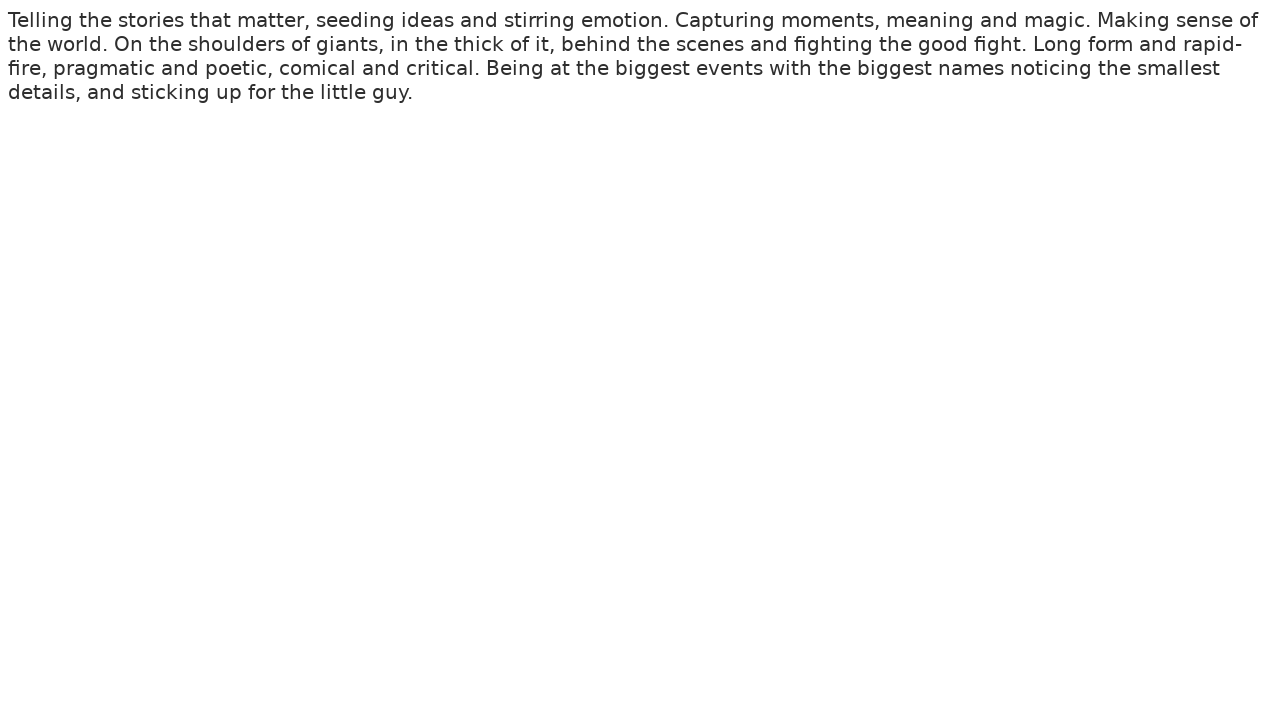 Telling the stories that matter, seeding ideas and stirring emotion. Capturing moments, meaning and magic. Making sense of
the world. On the shoulders of giants, in the thick of it, behind the scenes and fighting the good fight. Long form and rapid-
fire, pragmatic and poetic, comical and critical. Being at the biggest events with the biggest names noticing the smallest
details, and sticking up for the little guy.